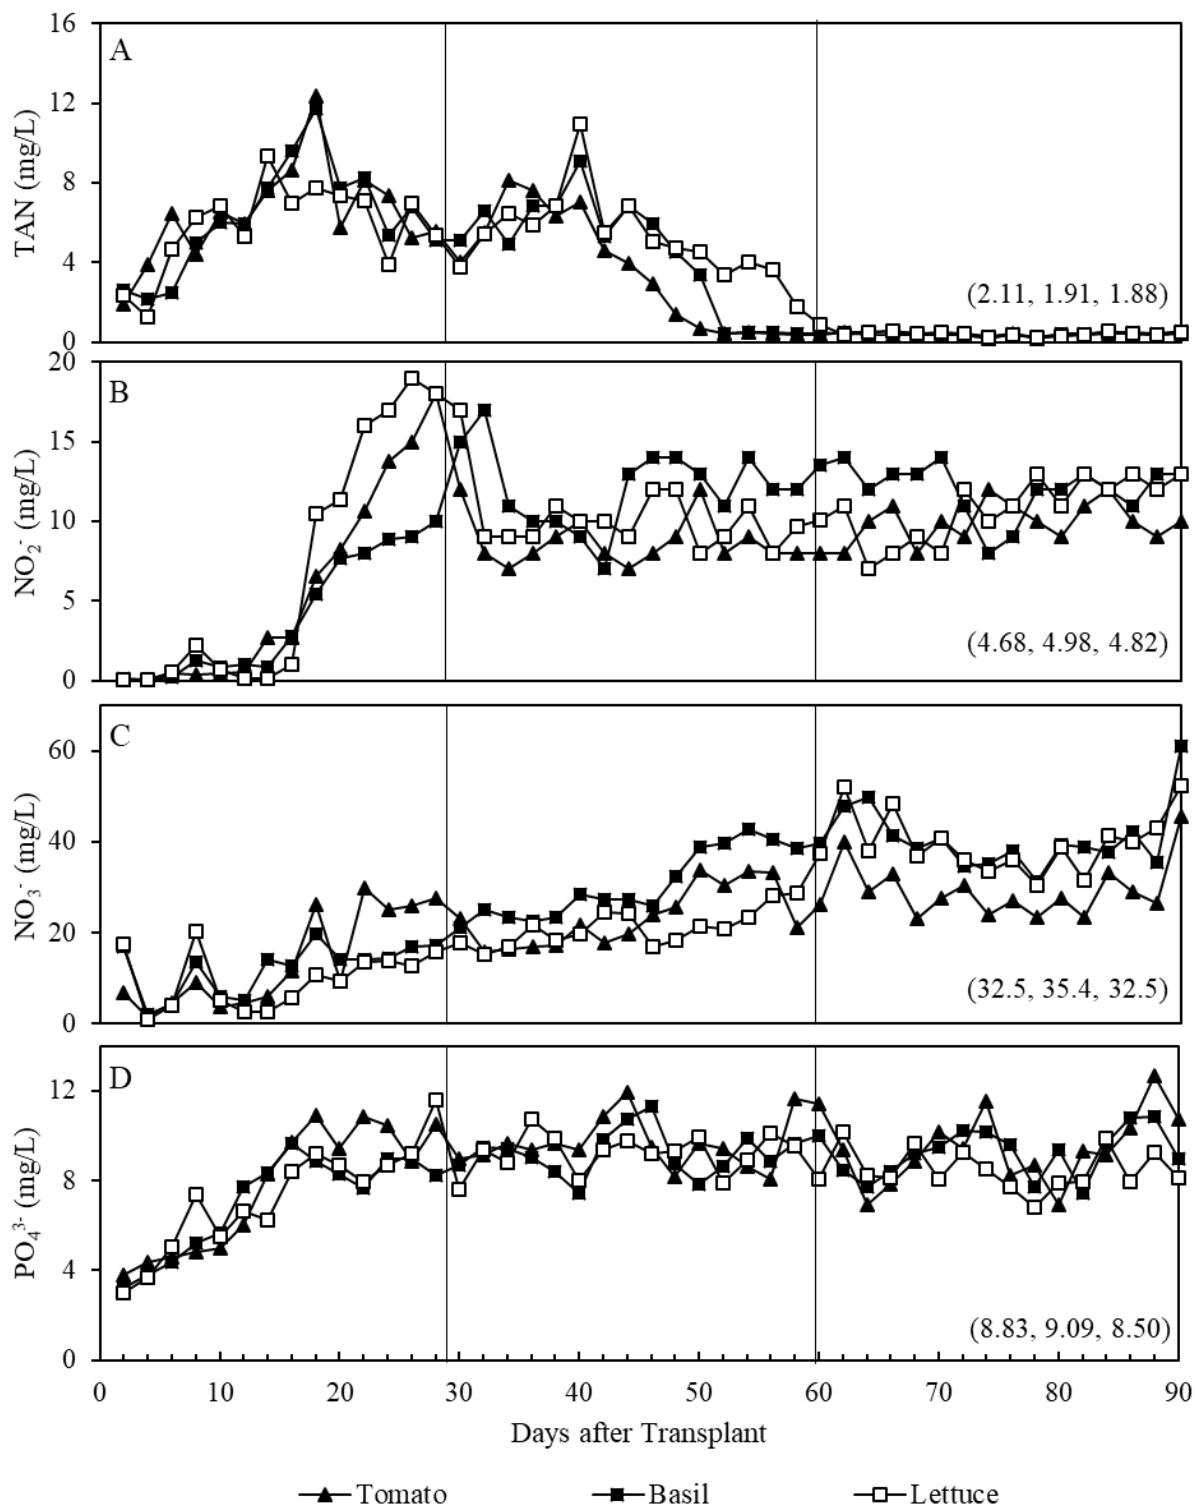 16
A
12
TAN (mg/L)
8
4
(2.11, 1.91, 1.88)
0
20
B
15
NO₂⁻ (mg/L)
10
5
(4.68, 4.98, 4.82)
0
C
60
NO₃⁻ (mg/L)
40
20
(32.5, 35.4, 32.5)
0
D
12
PO₄³⁻ (mg/L)
8
4
(8.83, 9.09, 8.50)
0
0 10 20 30 40 50 60 70 80 90
Days after Transplant
Tomato Basil Lettuce